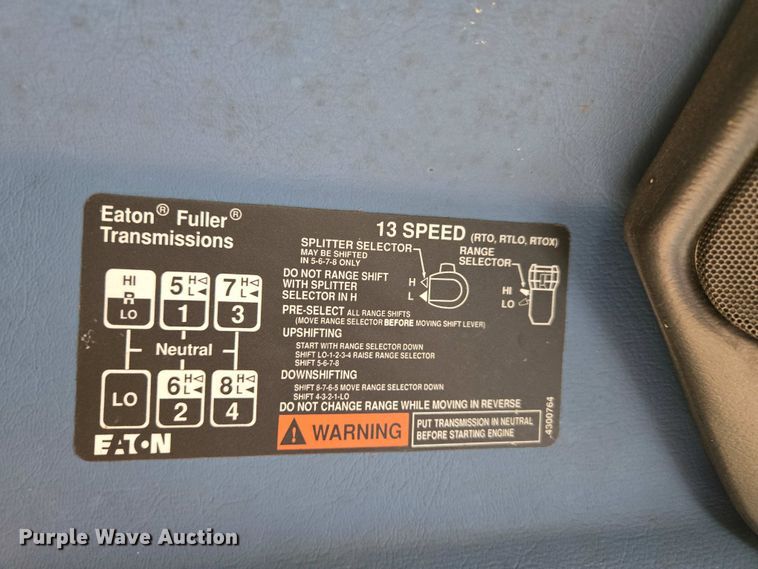 Eaton® Fuller®
Transmissions
HI
R
LO
5 H
L
1
7 H
L
3
Neutral
LO
6 H
L
2
8 H
L
4
EATON
13 SPEED (RTO, RTLO, RTOX)
SPLITTER SELECTOR
MAY BE SHIFTED
IN 5-6-7-8 ONLY
H
L
RANGE
SELECTOR
HI
LO
DO NOT RANGE SHIFT
WITH SPLITTER
SELECTOR IN H
PRE-SELECT ALL RANGE SHIFTS
(MOVE RANGE SELECTOR BEFORE MOVING SHIFT LEVER)
UPSHIFTING
START WITH RANGE SELECTOR DOWN
SHIFT LO-1-2-3-4 RAISE RANGE SELECTOR
SHIFT 5-6-7-8
DOWNSHIFTING
SHIFT 8-7-6-5 MOVE RANGE SELECTOR DOWN
SHIFT 4-3-2-1-LO
DO NOT CHANGE RANGE WHILE MOVING IN REVERSE
WARNING
PUT TRANSMISSION IN NEUTRAL
BEFORE STARTING ENGINE
4300764
Purple Wave Auction